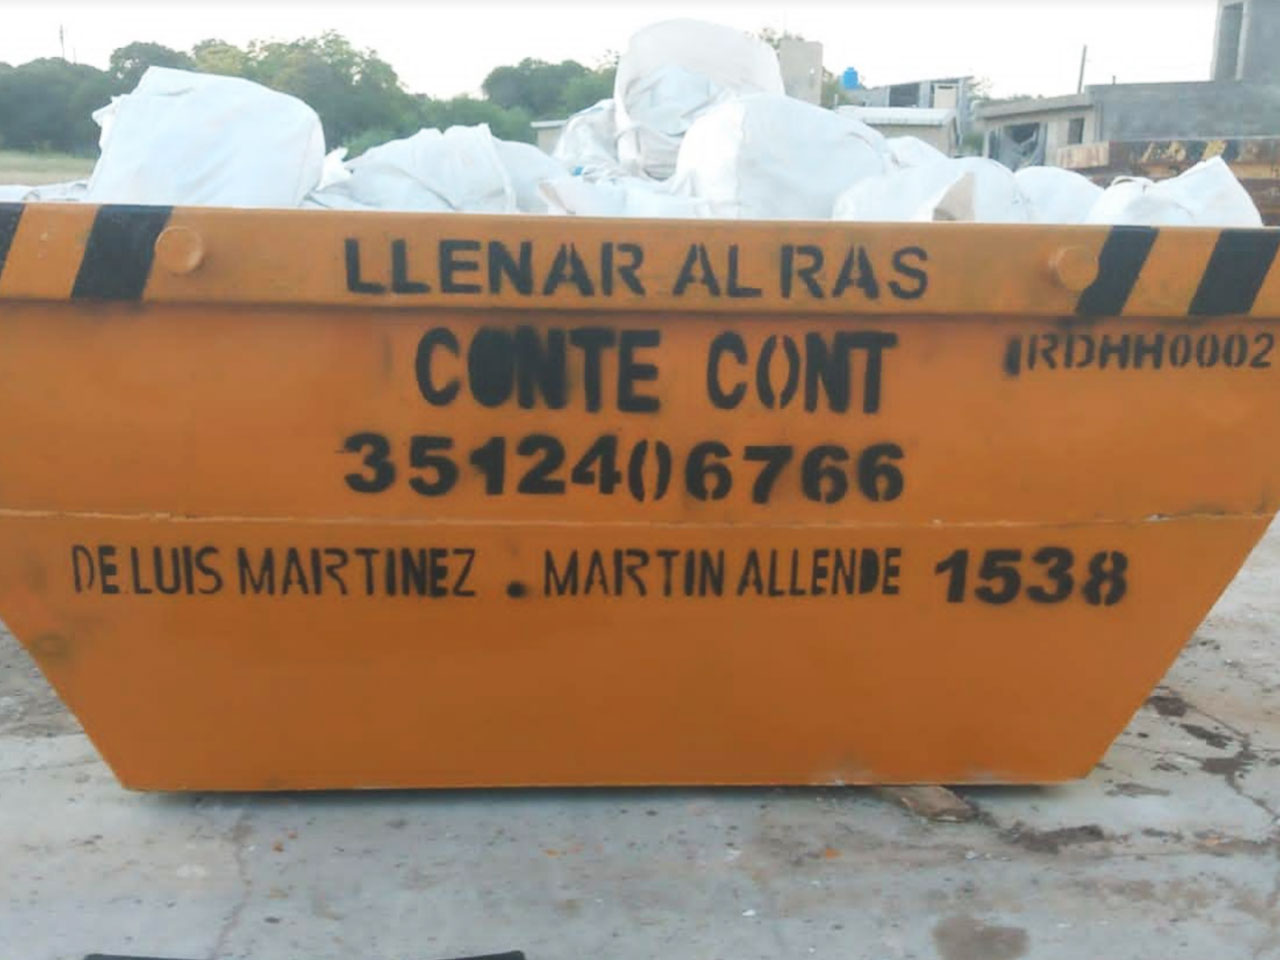 LLENAR AL RAS
CONTE CONT
IRDHH0002
3512406766
DE LUIS MARTINEZ . MARTIN ALLENDE 1538